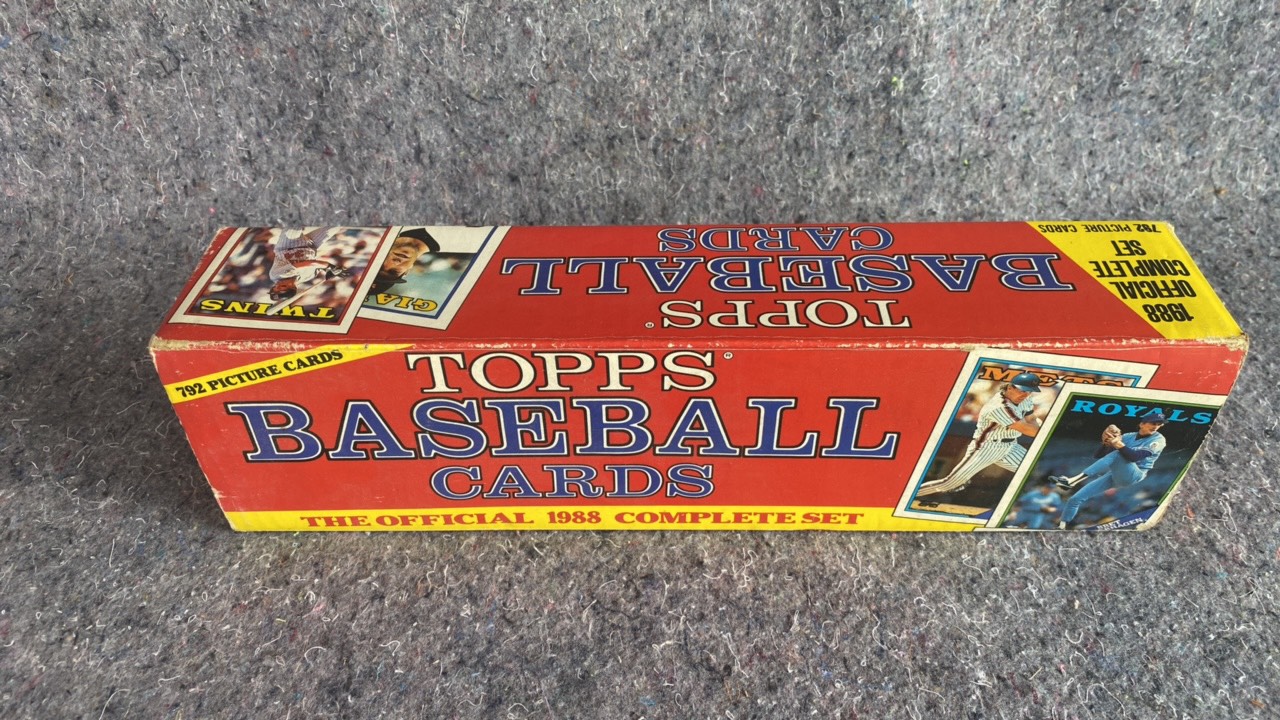 792 PICTURE CARDS
TOPPS®
BASEBALL
CARDS
THE OFFICIAL 1988 COMPLETE SET
METS
ROYALS
1988
OFFICIAL
COMPLETE
SET
792 PICTURE CARDS
TOPPS®
BASEBALL
CARDS
TWINS